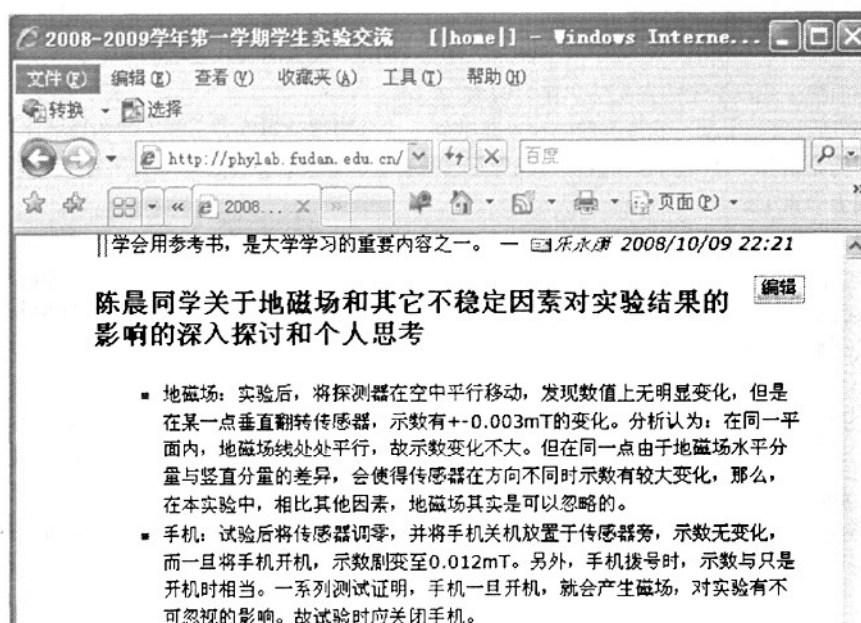 2008-2009学年第一学期学生实验交流 [|home|] - Windows Interne...
文件(F) 编辑(E) 查看(V) 收藏夹(A) 工具(T) 帮助(H)
转换 选择
http://phylab.fudan.edu.cn/ 百度
2008... 页面(P)
学会用参考书,是大学学习的重要内容之一。 — 乐永康 2008/10/09 22:21
陈晨同学关于地磁场和其它不稳定因素对实验结果的 编辑
影响的深入探讨和个人思考
地磁场:实验后,将探测器在空中平行移动,发现数值上无明显变化,但是
在某一点垂直翻转传感器,示数有+-0.003mT的变化。分析认为:在同一平
面内,地磁场线处处平行,故示数变化不大。但在同一点由于地磁场水平分
量与竖直分量的差异,会使得传感器在方向不同时示数有较大变化,那么,
在本实验中,相比其他因素,地磁场其实是可以忽略的。
手机:试验后将传感器调零,并将手机关机放置于传感器旁,示数无变化,
而一旦将手机开机,示数剧变至0.012mT。另外,手机拨号时,示数与只是
开机时相当。一系列测试证明,手机一旦开机,就会产生磁场,对实验有不
可忽视的影响。故试验时应关闭手机。